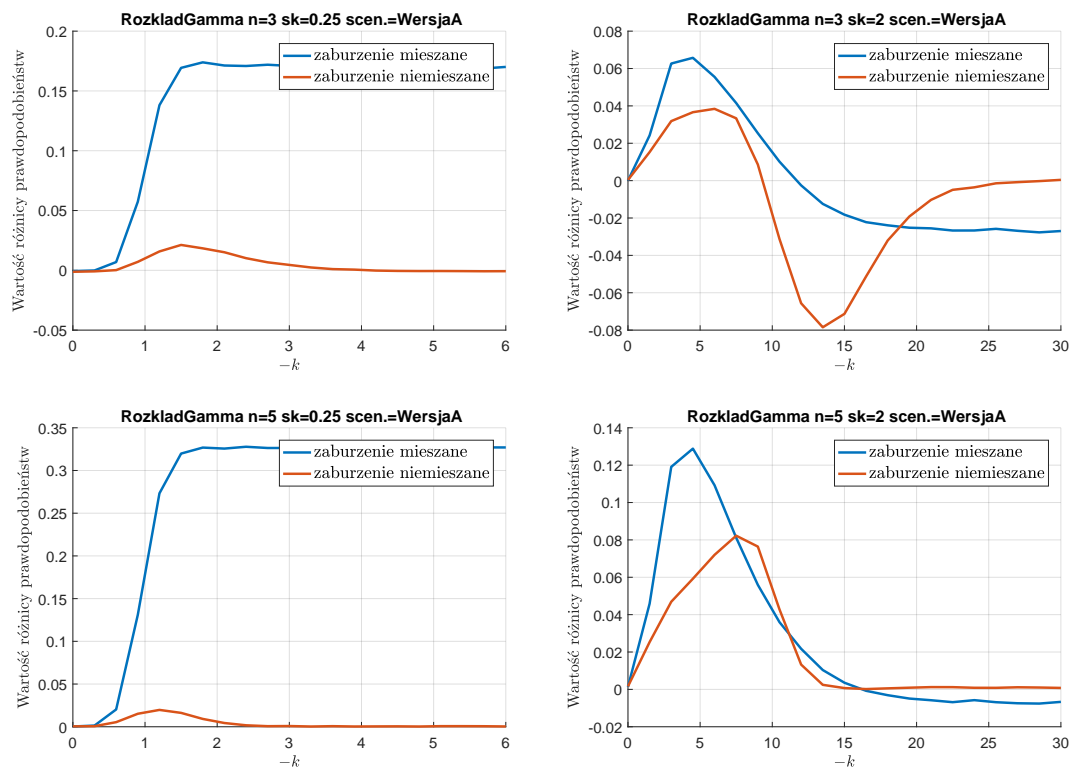 RozkladGamma n=3 sk=0.25 scen.=WersjaA
Wartość różnicy prawdopodobieństw
0.2
0.15
0.1
0.05
0
-0.05
0 1 2 3 4 5 6
−k
zaburzenie mieszane
zaburzenie niemieszane
RozkladGamma n=3 sk=2 scen.=WersjaA
Wartość różnicy prawdopodobieństw
0.08
0.06
0.04
0.02
0
-0.02
-0.04
-0.06
-0.08
0 5 10 15 20 25 30
−k
zaburzenie mieszane
zaburzenie niemieszane
RozkladGamma n=5 sk=0.25 scen.=WersjaA
Wartość różnicy prawdopodobieństw
0.35
0.3
0.25
0.2
0.15
0.1
0.05
0
0 1 2 3 4 5 6
−k
zaburzenie mieszane
zaburzenie niemieszane
RozkladGamma n=5 sk=2 scen.=WersjaA
Wartość różnicy prawdopodobieństw
0.14
0.12
0.1
0.08
0.06
0.04
0.02
0
-0.02
0 5 10 15 20 25 30
−k
zaburzenie mieszane
zaburzenie niemieszane